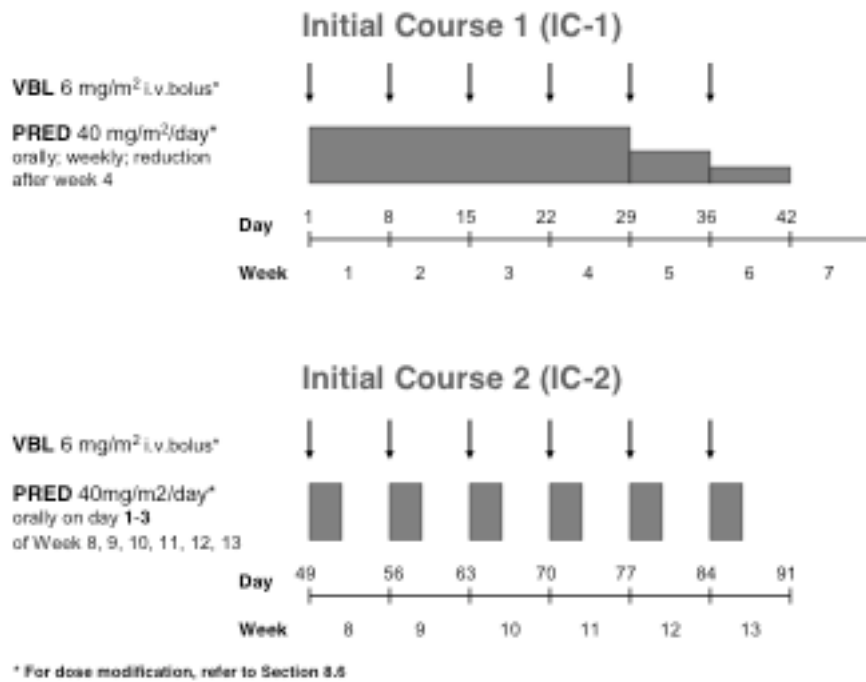 Initial Course 1 (IC-1)
VBL 6 mg/m² i.v.bolus*
PRED 40 mg/m²/day*
orally; weekly; reduction
after week 4
Day 1 8 15 22 29 36 42
Week 1 2 3 4 5 6 7
Initial Course 2 (IC-2)
VBL 6 mg/m² i.v.bolus*
PRED 40mg/m2/day*
orally on day 1-3
of Week 8, 9, 10, 11, 12, 13
Day 49 56 63 70 77 84 91
Week 8 9 10 11 12 13
* For dose modification, refer to Section 8.6